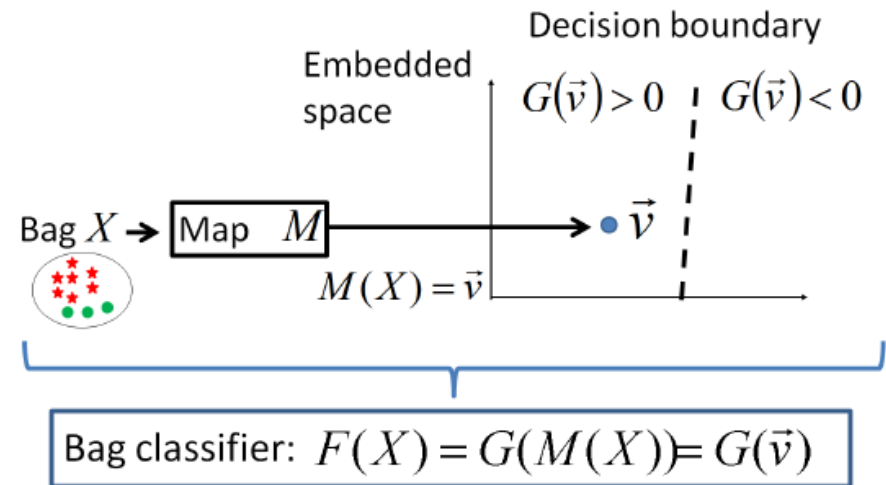 Decision boundary
Embedded space
G(v⃗) > 0
G(v⃗) < 0
Bag X
Map M
v⃗
M(X) = v⃗
Bag classifier: F(X) = G(M(X)) = G(v⃗)